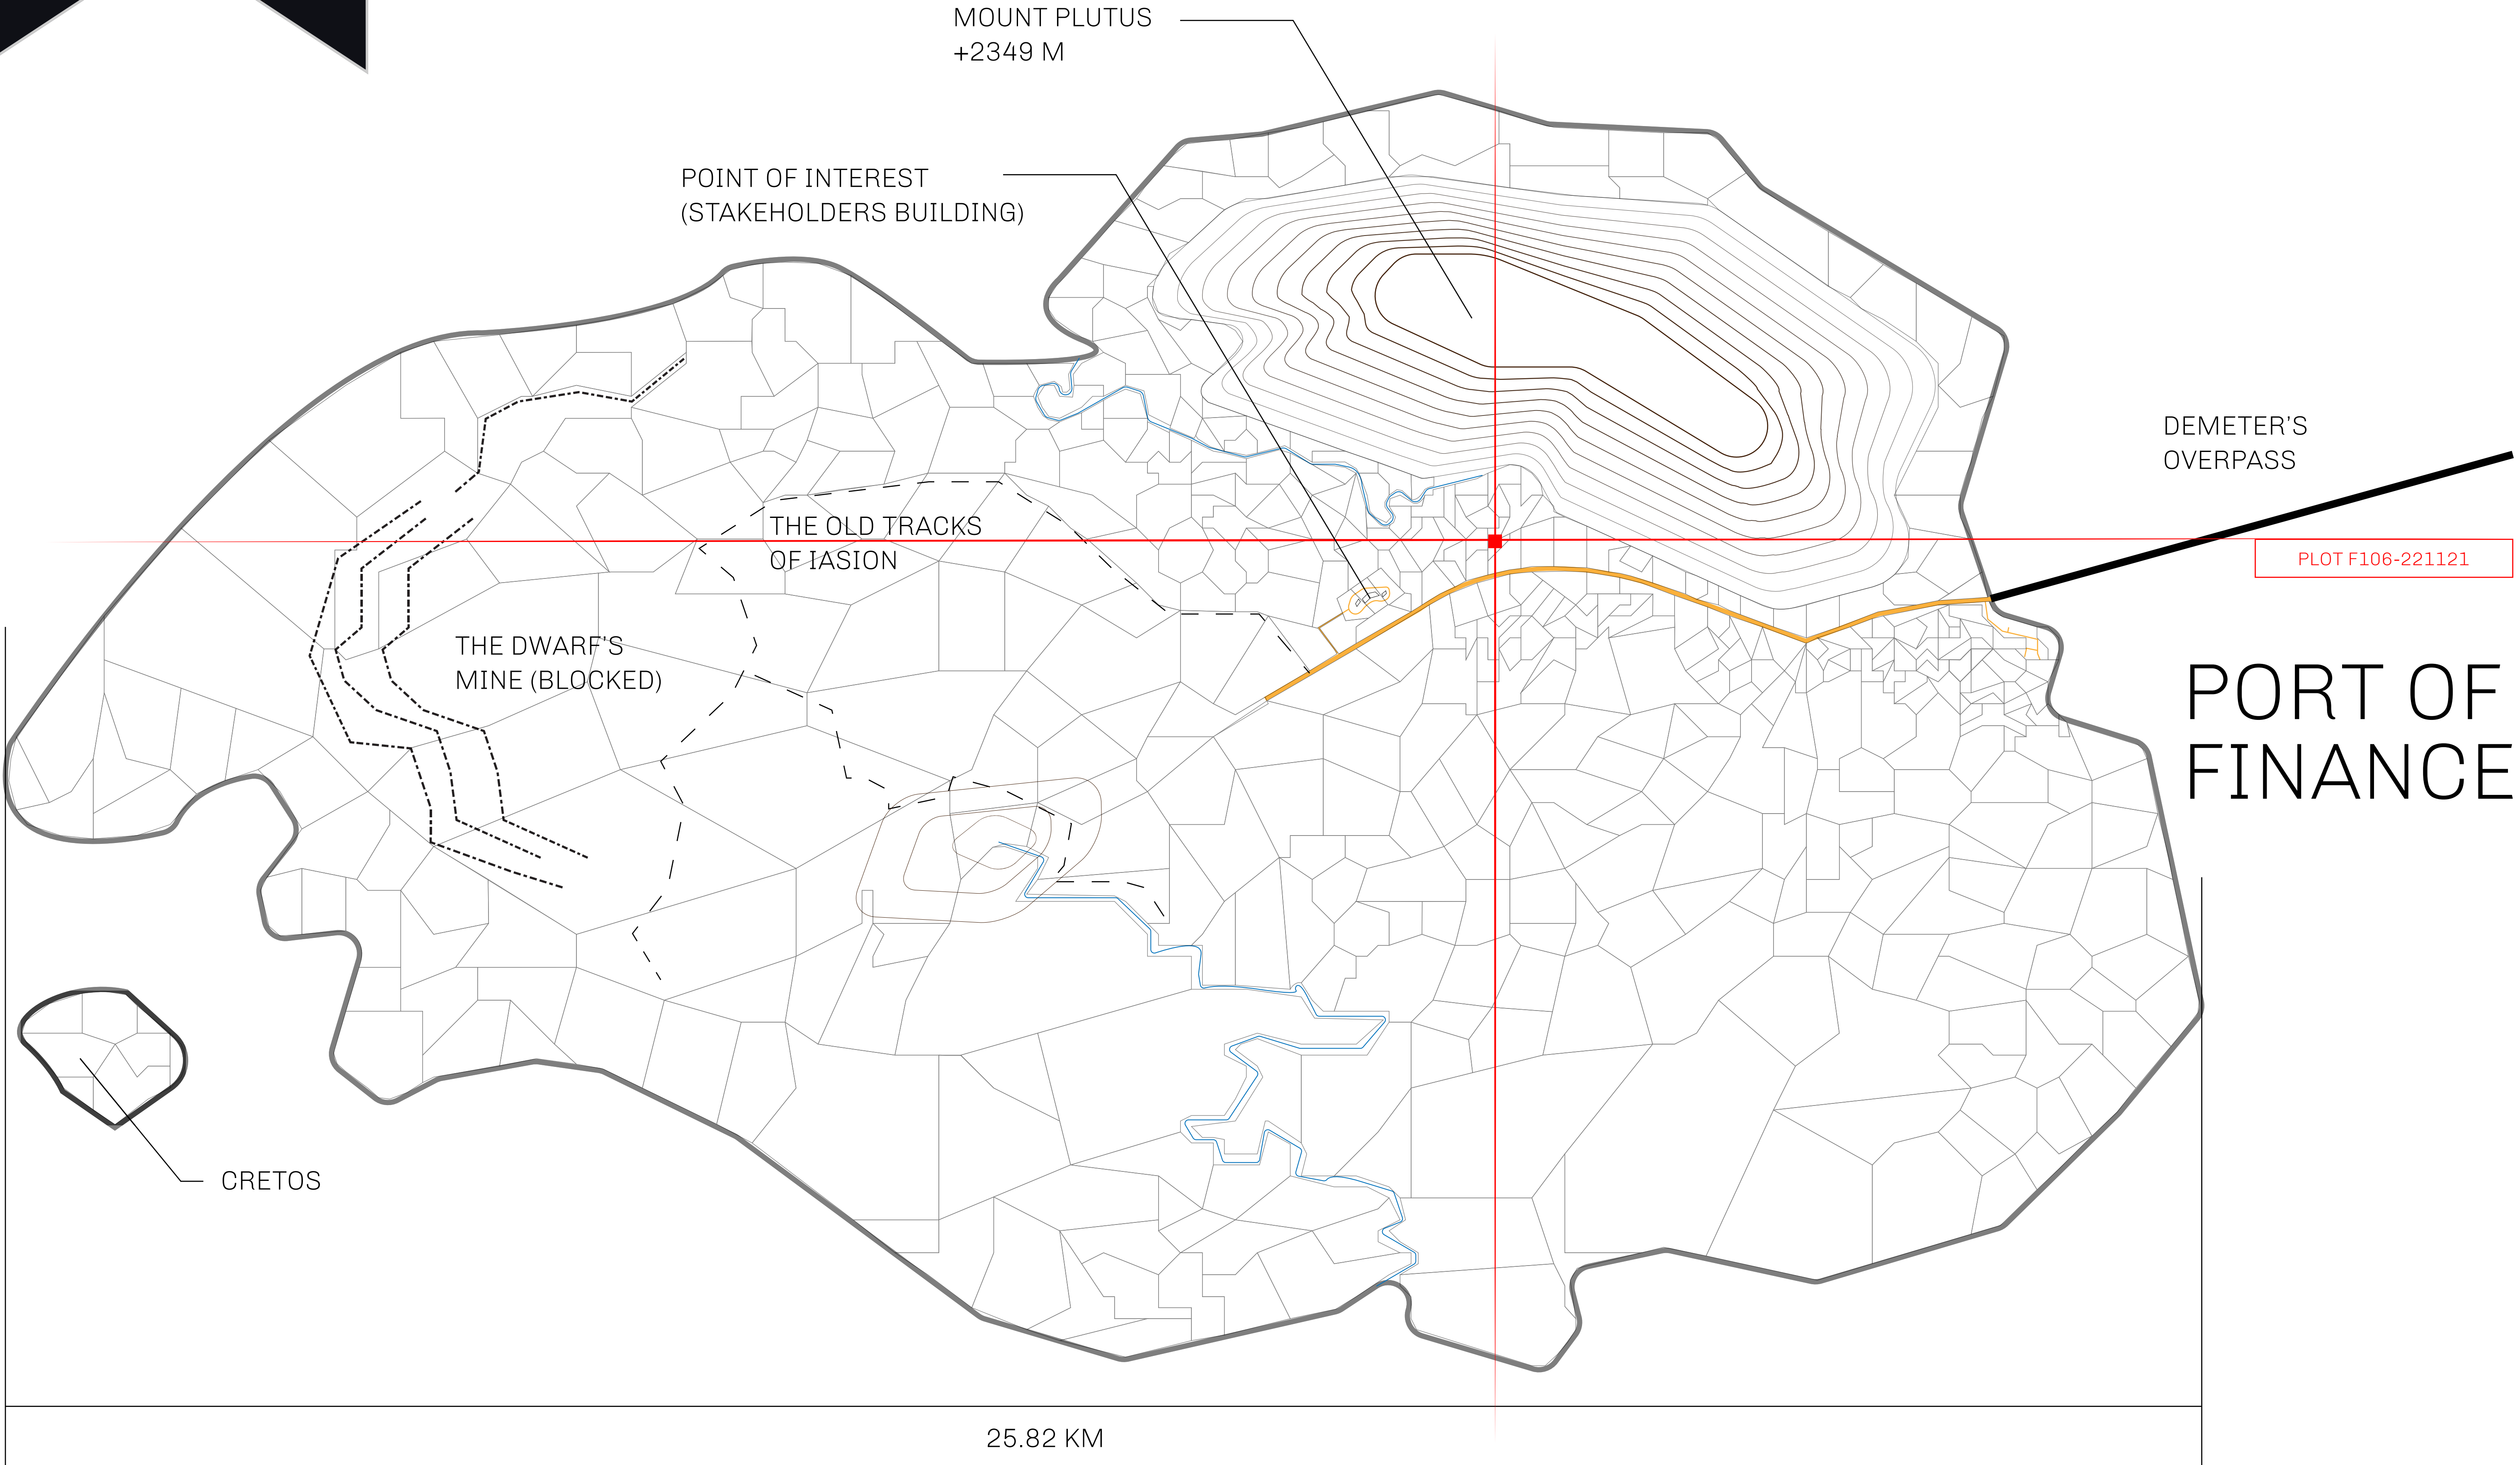 MOUNT PLUTUS
+2349 M
POINT OF INTEREST
(STAKEHOLDERS BUILDING)
DEMETER'S
OVERPASS
THE OLD TRACKS
OF IASION
PLOT F106-221121
THE DWARF'S
MINE (BLOCKED)
PORT OF
FINANCE
CRETOS
25.82 KM